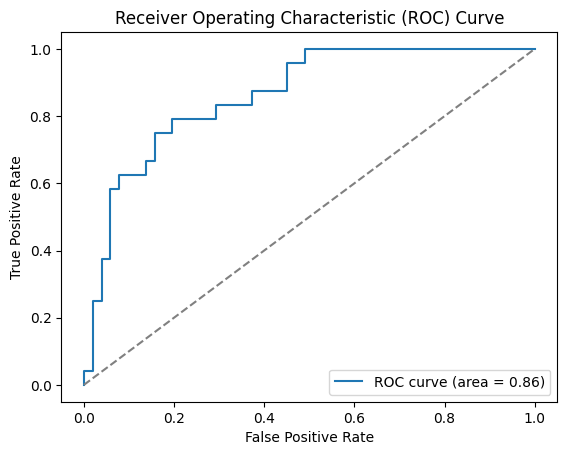 Receiver Operating Characteristic (ROC) Curve
1.0
0.8
0.6
0.4
0.2
0.0
True Positive Rate
ROC curve (area = 0.86)
0.0 0.2 0.4 0.6 0.8 1.0
False Positive Rate